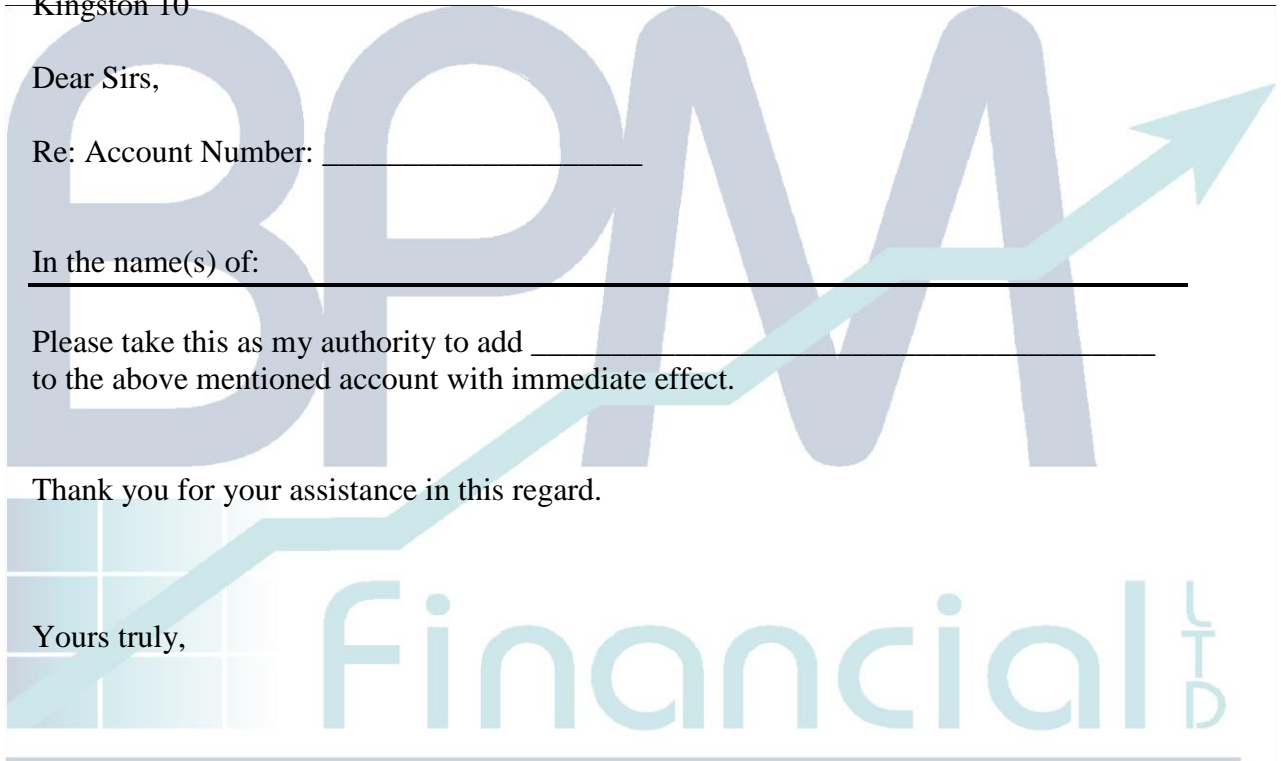 Kingston 10
Dear Sirs,
Re: Account Number: ____________________
In the name(s) of:
Please take this as my authority to add _______________________________________
to the above mentioned account with immediate effect.
Thank you for your assistance in this regard.
Yours truly,
BPM
Financial LTD